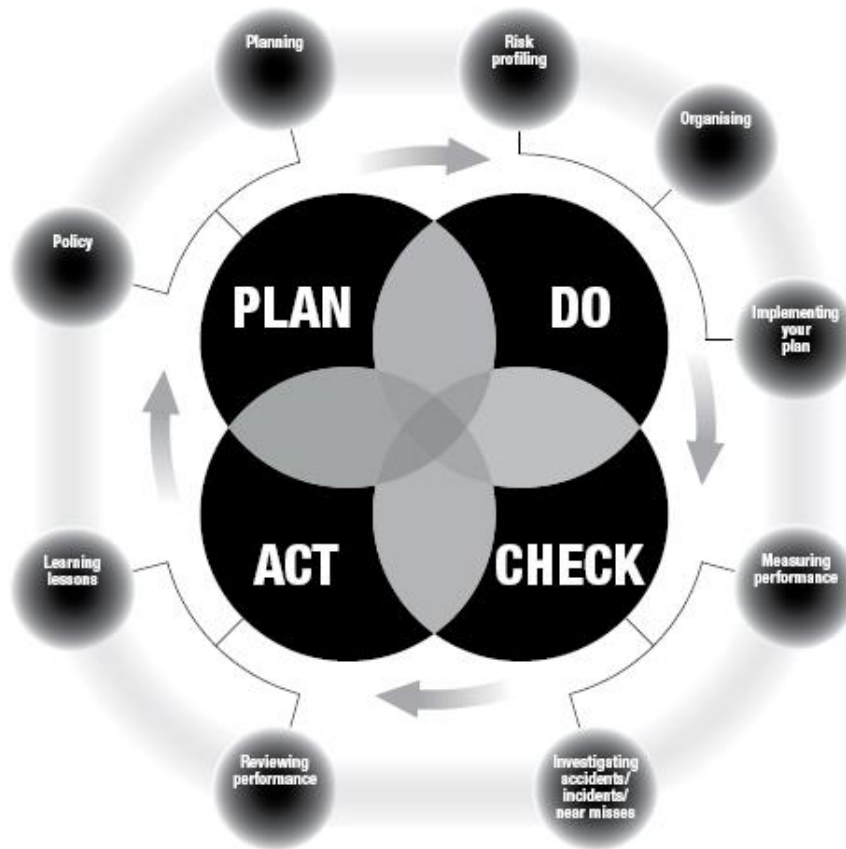 Planning
Risk
profiling
Organising
Policy
PLAN
DO
Implementing
your
plan
ACT
CHECK
Learning
lessons
Measuring
performance
Reviewing
performance
Investigating
accidents/
incidents/
near misses